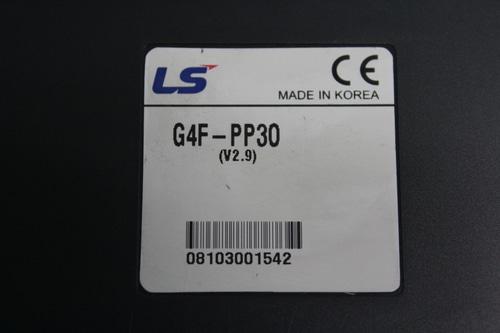 LS
CE
MADE IN KOREA
G4F-PP30
(V2.9)
08103001542